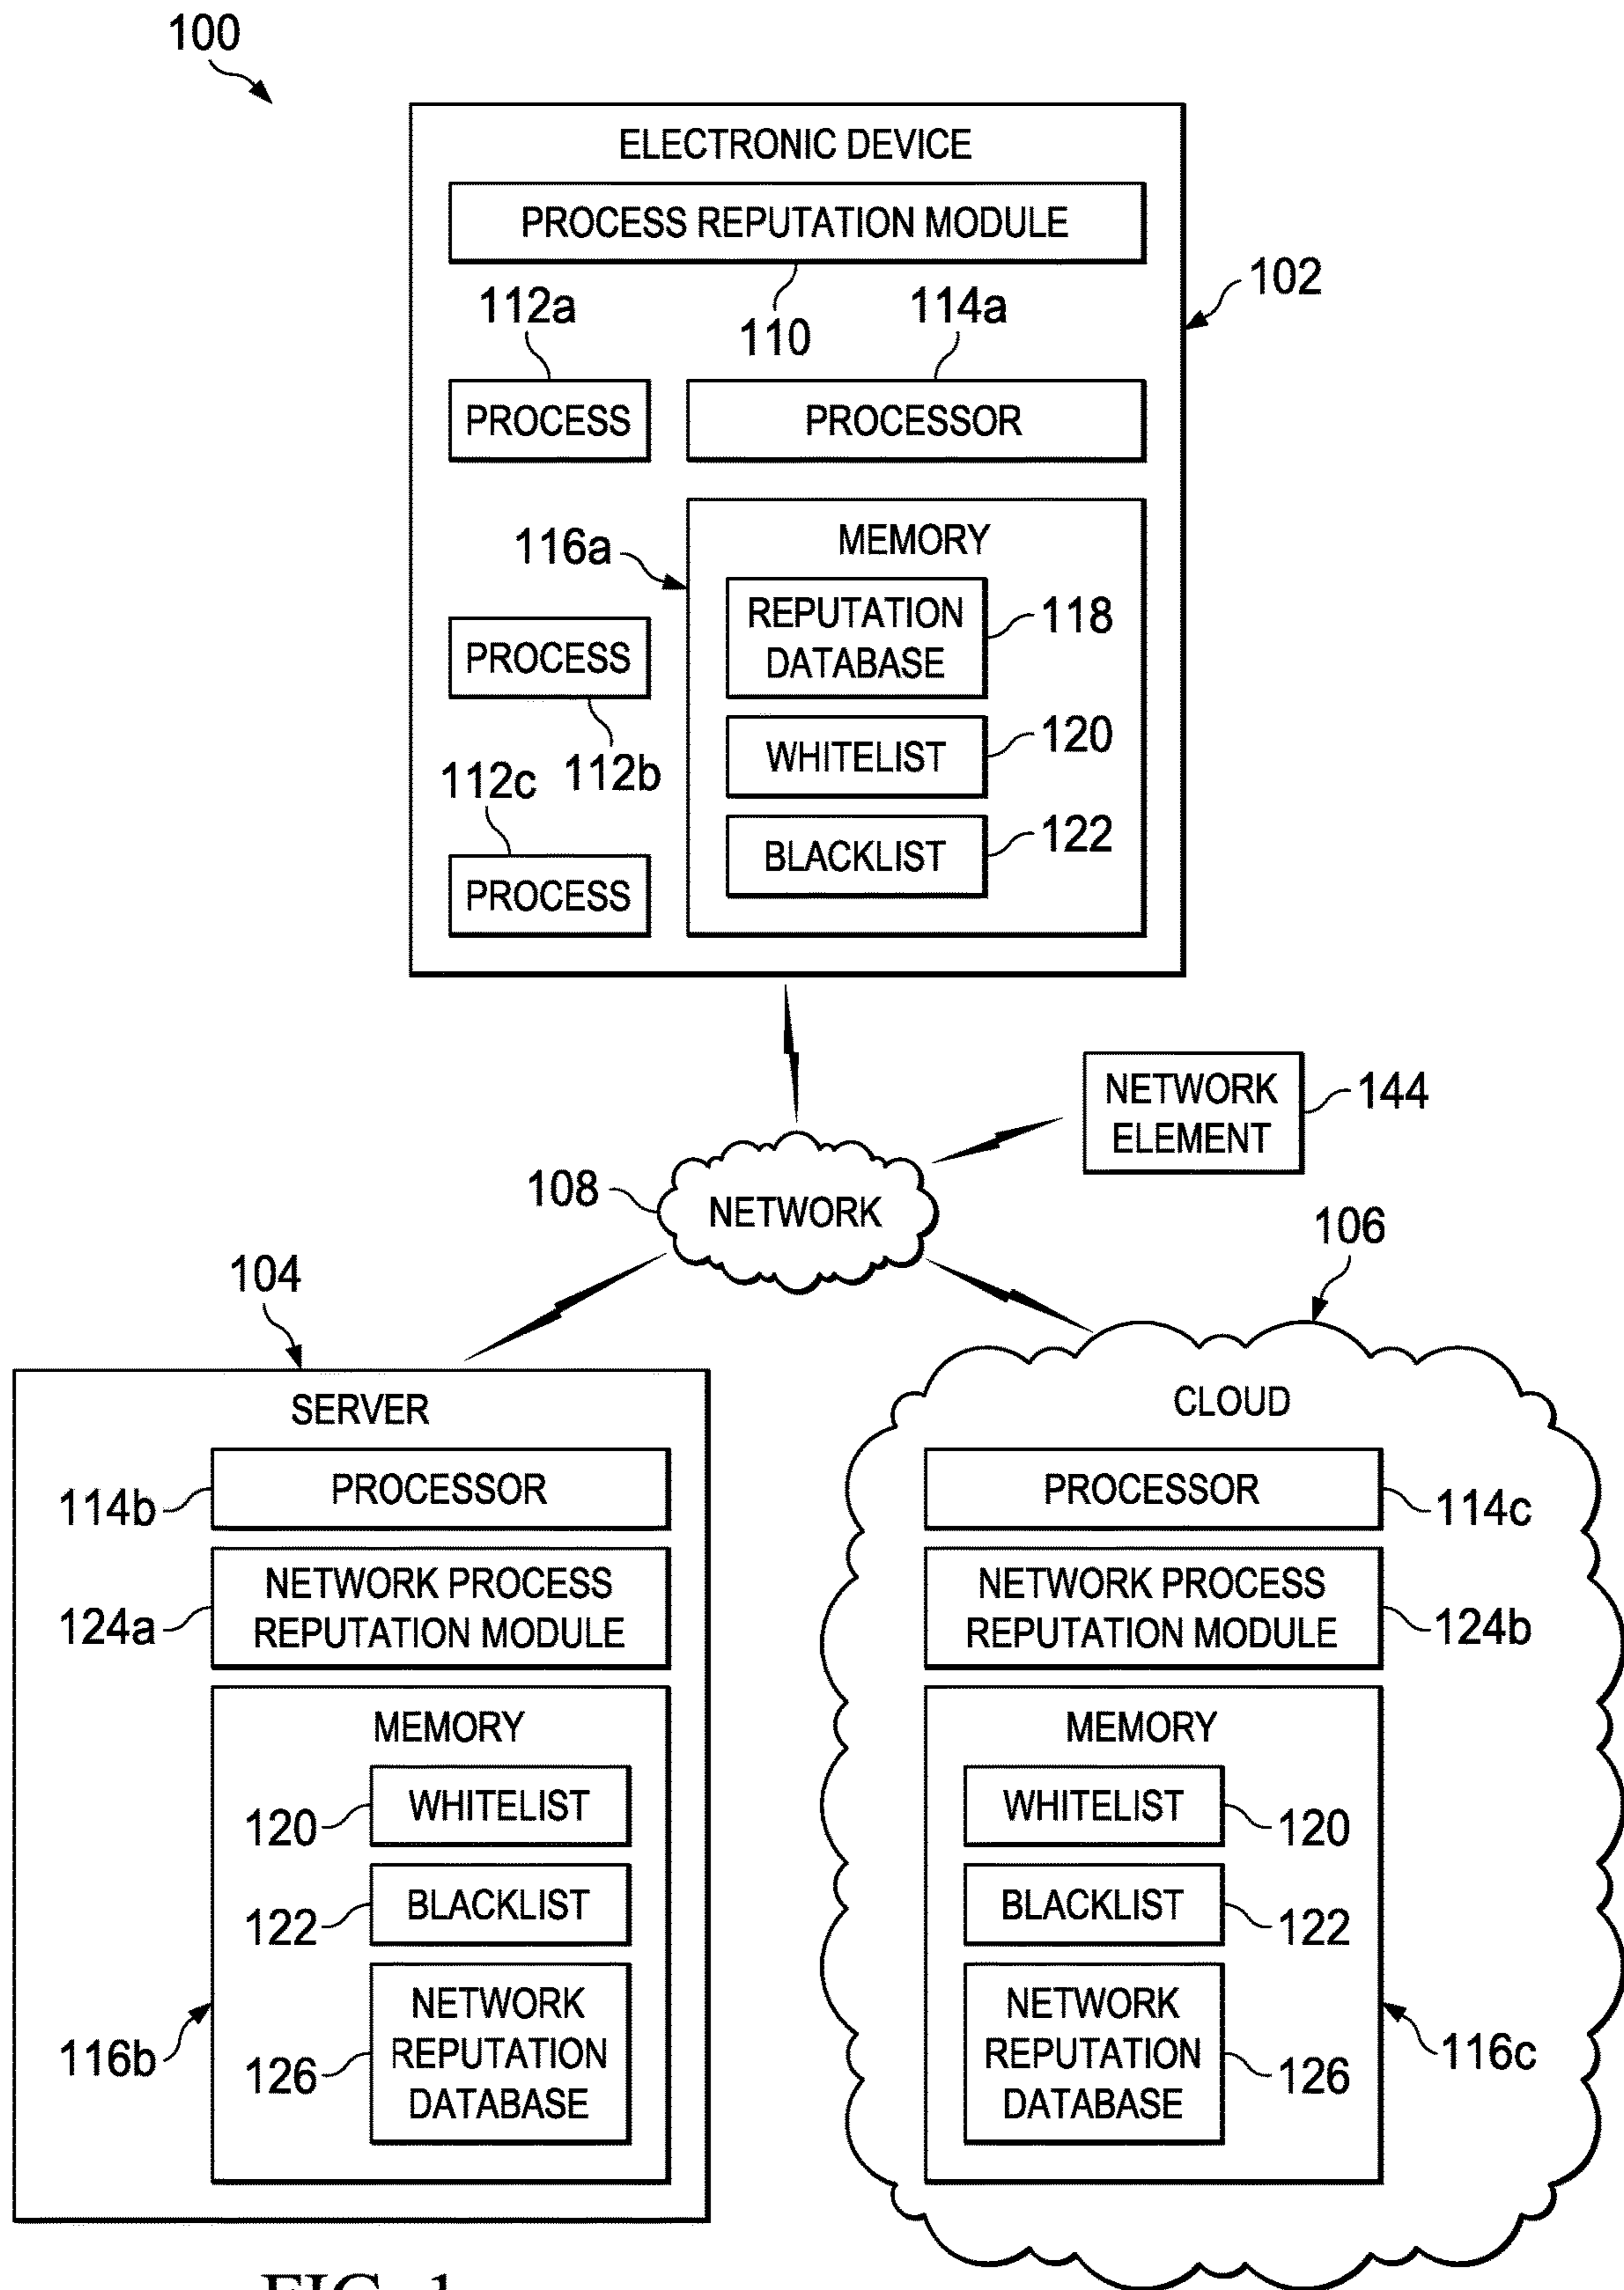 100
ELECTRONIC DEVICE
PROCESS REPUTATION MODULE
102
112a
110
114a
PROCESS
PROCESSOR
116a
MEMORY
REPUTATION
DATABASE
118
PROCESS
112b
WHITELIST
120
112c
BLACKLIST
122
PROCESS
NETWORK
ELEMENT
144
108
NETWORK
104
106
SERVER
PROCESSOR
114b
NETWORK PROCESS
REPUTATION MODULE
124a
MEMORY
WHITELIST
120
BLACKLIST
122
NETWORK
REPUTATION
DATABASE
116b
126
CLOUD
PROCESSOR
114c
NETWORK PROCESS
REPUTATION MODULE
124b
MEMORY
WHITELIST
120
BLACKLIST
122
NETWORK
REPUTATION
DATABASE
126
116c
FIG. 1